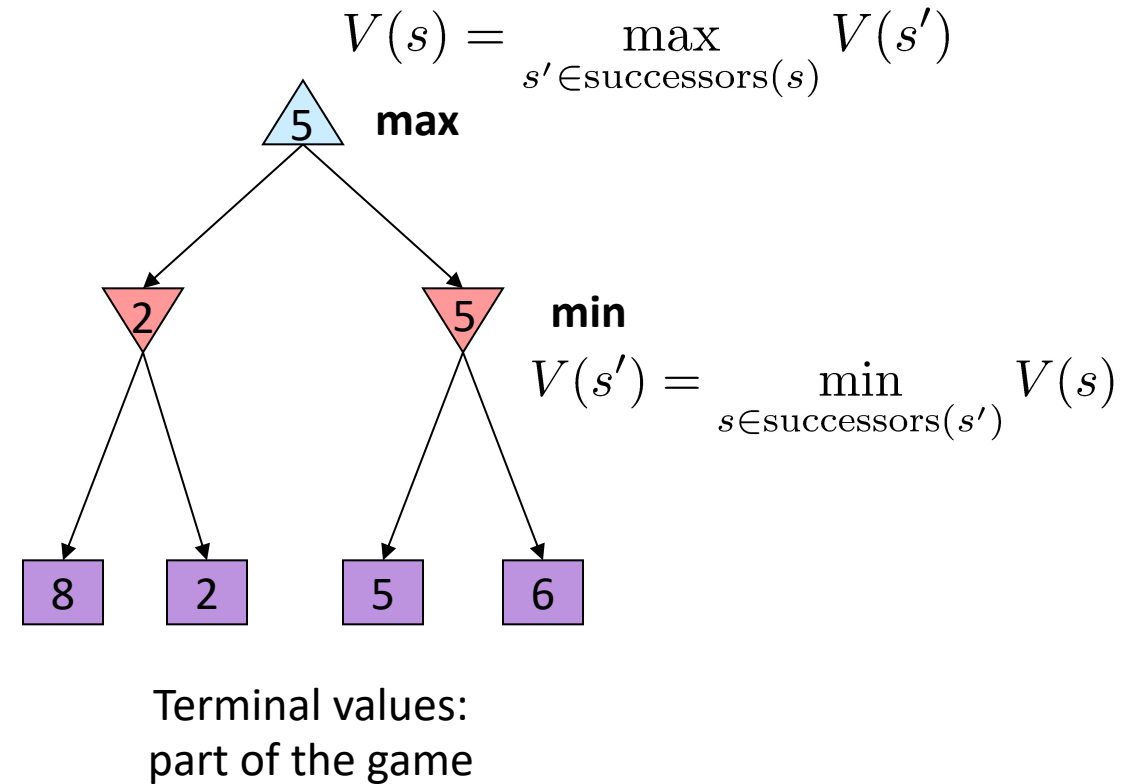 V(s) = max V(s′)
s′∈successors(s)
5 max
2 5 min
V(s′) = min V(s)
s∈successors(s′)
8 2 5 6
Terminal values:
part of the game